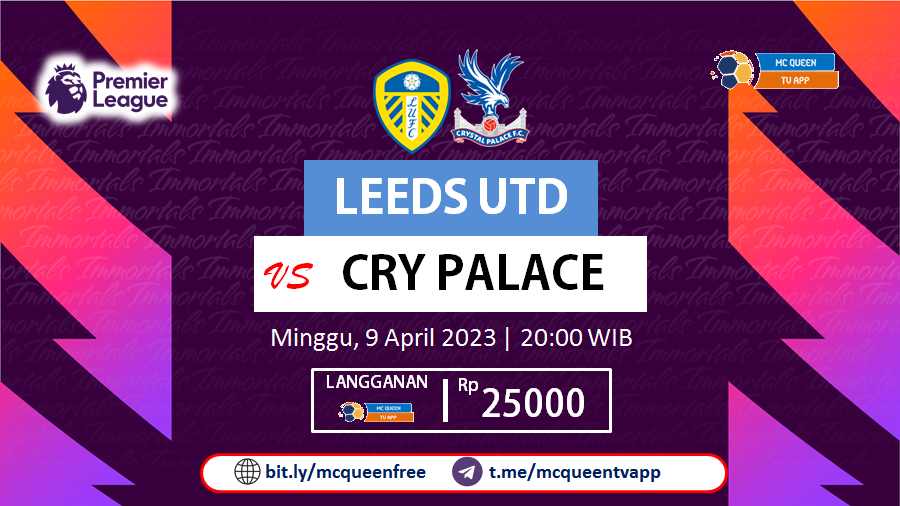 Premier
League
LUFC
CRYSTAL PALACE F.C.
MC QUEEN
TV APP
LEEDS UTD
VS CRY PALACE
Minggu, 9 April 2023 | 20:00 WIB
LANGGANAN
MC QUEEN
TV APP
Rp 25000
bit.ly/mcqueenfree
t.me/mcqueentvapp